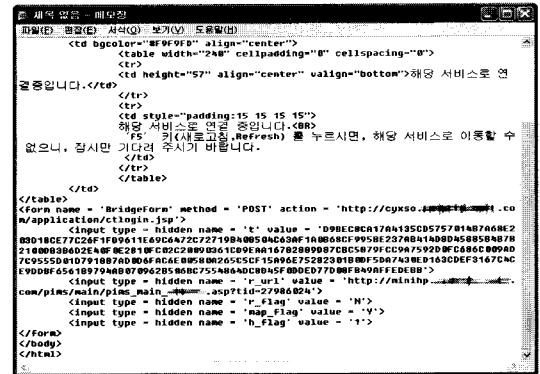 제목 없음 - 메모장
파일(F) 편집(E) 서식(O) 보기(V) 도움말(H)
<td bgcolor="#F9F9FD" align="center">
<table width="240" cellpadding="0" cellspacing="0">
<tr>
<td height="57" align="center" valign="bottom">해당 서비스로 연
결중입니다.</td>
</tr>
<tr>
<td style="padding:15 15 15 15">
해당 서비스로 연결 중입니다.<BR>
'F5' 키(새로고침,Refresh) 를 누르시면, 해당 서비스로 이동할 수
없으니, 잠시만 기다려 주시기 바랍니다.
</td>
</tr>
</table>
</td>
</table>
<form name = 'BridgeForm' method = 'POST' action = 'http://cyxso. .co
m/application/ctlogin.jsp'>
<input type = hidden name = 't' value =
<input type = hidden name = 'r_url' value = 'http://minihp. .
com/pims/main/pims_main_ .asp?tid=27986024'>
<input type = hidden name = 'r_flag' value = 'N'>
<input type = hidden name = 'map_flag' value = 'Y'>
<input type = hidden name = 'h_flag' value = '1'>
</form>
</body>
</html>